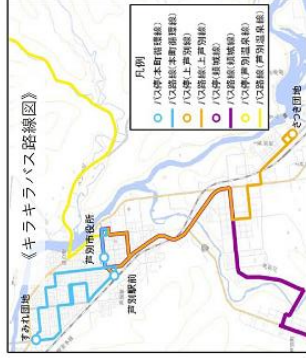 《キラキラバス路線図》
凡例
バス停(本町循環線)
バス路線(本町循環線)
バス停(上芦別線)
バス路線(上芦別線)
バス停(頼城線)
バス路線(頼城線)
バス停(芦別温泉線)
バス路線(芦別温泉線)
すみれ団地
芦別市役所
芦別駅前
さつき団地